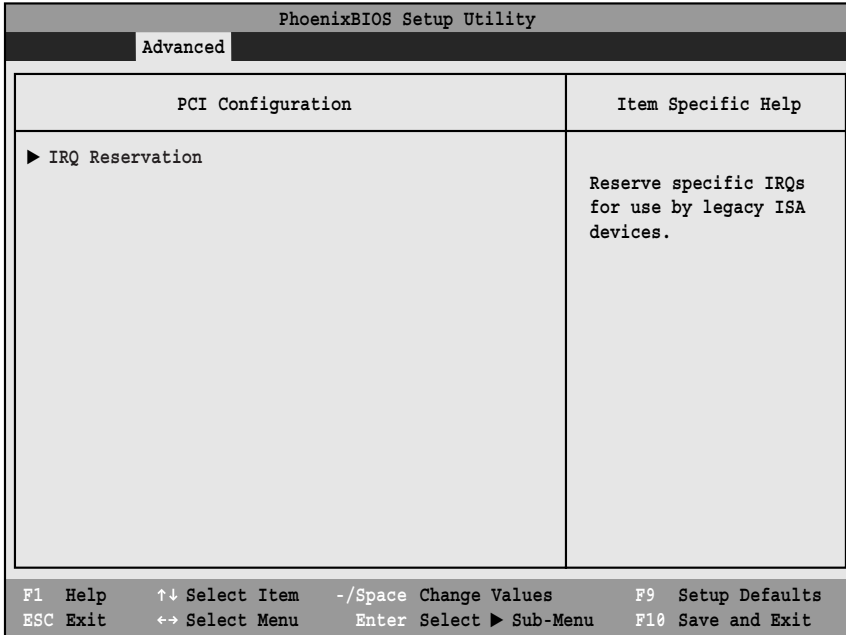 PhoenixBIOS Setup Utility
Advanced
PCI Configuration
Item Specific Help
▶ IRQ Reservation
Reserve specific IRQs
for use by legacy ISA
devices.
F1 Help ↑↓ Select Item -/Space Change Values F9 Setup Defaults
ESC Exit ←→ Select Menu Enter Select ▶ Sub-Menu F10 Save and Exit